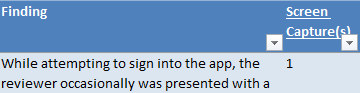 Finding
Screen
Capture(s)
While attempting to sign into the app, the
reviewer occasionally was presented with a
1